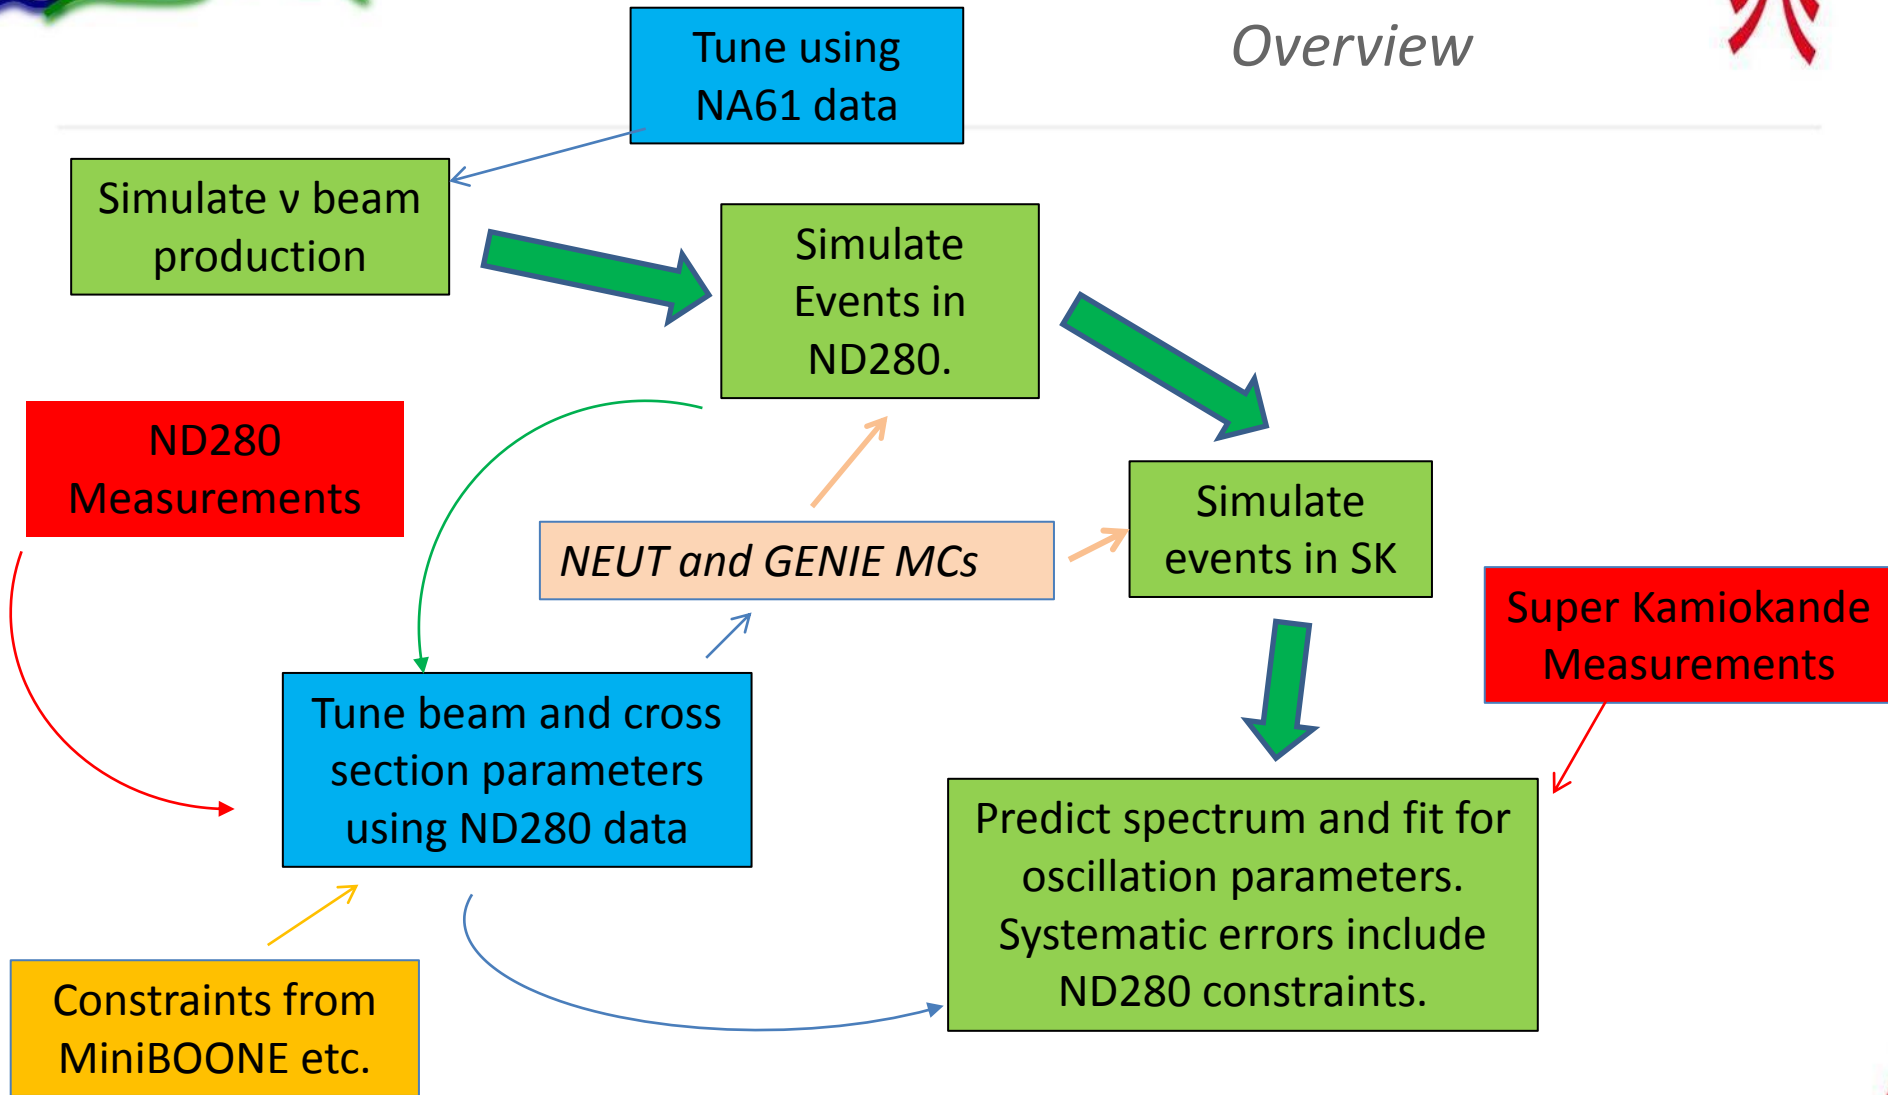 Overview
Tune using
NA61 data
Simulate ν beam
production
Simulate
Events in
ND280.
ND280
Measurements
NEUT and GENIE MCs
Simulate
events in SK
Super Kamiokande
Measurements
Tune beam and cross
section parameters
using ND280 data
Predict spectrum and fit for
oscillation parameters.
Systematic errors include
ND280 constraints.
Constraints from
MiniBOONE etc.